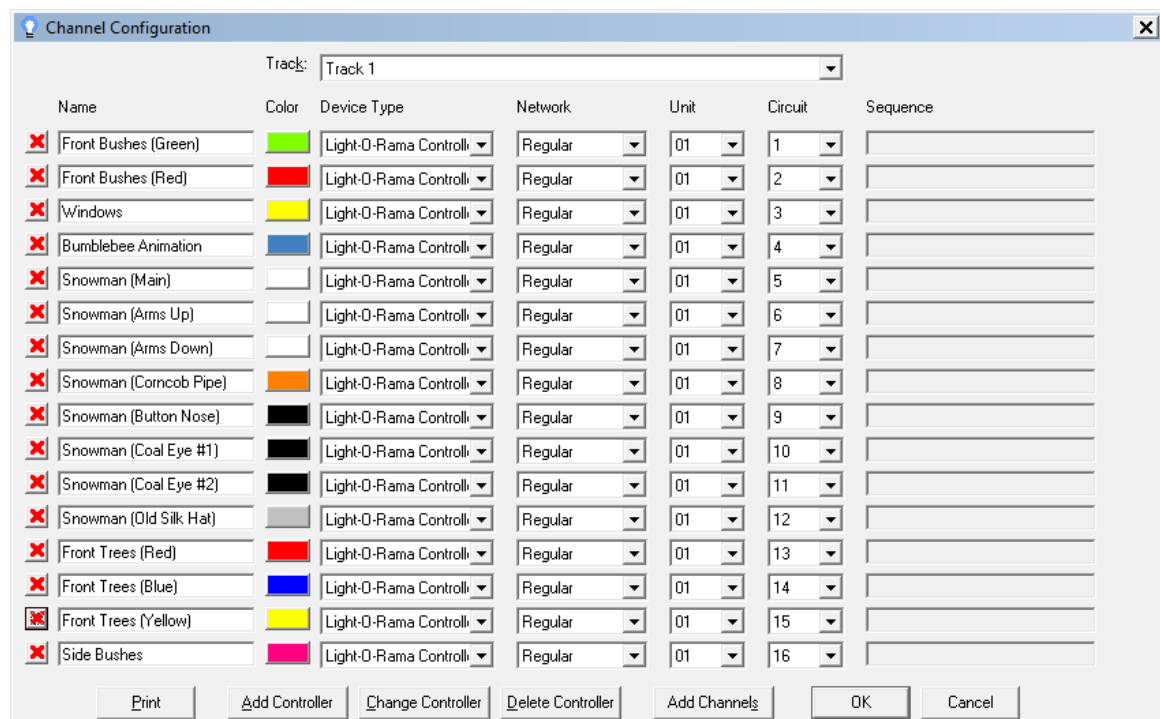 Channel Configuration
Track: Track 1
Name Color Device Type Network Unit Circuit Sequence
Front Bushes (Green) Light-O-Rama Controll Regular 01 1
Front Bushes (Red) Light-O-Rama Controll Regular 01 2
Windows Light-O-Rama Controll Regular 01 3
Bumblebee Animation Light-O-Rama Controll Regular 01 4
Snowman (Main) Light-O-Rama Controll Regular 01 5
Snowman (Arms Up) Light-O-Rama Controll Regular 01 6
Snowman (Arms Down) Light-O-Rama Controll Regular 01 7
Snowman (Corncob Pipe) Light-O-Rama Controll Regular 01 8
Snowman (Button Nose) Light-O-Rama Controll Regular 01 9
Snowman (Coal Eye #1) Light-O-Rama Controll Regular 01 10
Snowman (Coal Eye #2) Light-O-Rama Controll Regular 01 11
Snowman (Old Silk Hat) Light-O-Rama Controll Regular 01 12
Front Trees (Red) Light-O-Rama Controll Regular 01 13
Front Trees (Blue) Light-O-Rama Controll Regular 01 14
Front Trees (Yellow) Light-O-Rama Controll Regular 01 15
Side Bushes Light-O-Rama Controll Regular 01 16
Print Add Controller Change Controller Delete Controller Add Channels OK Cancel